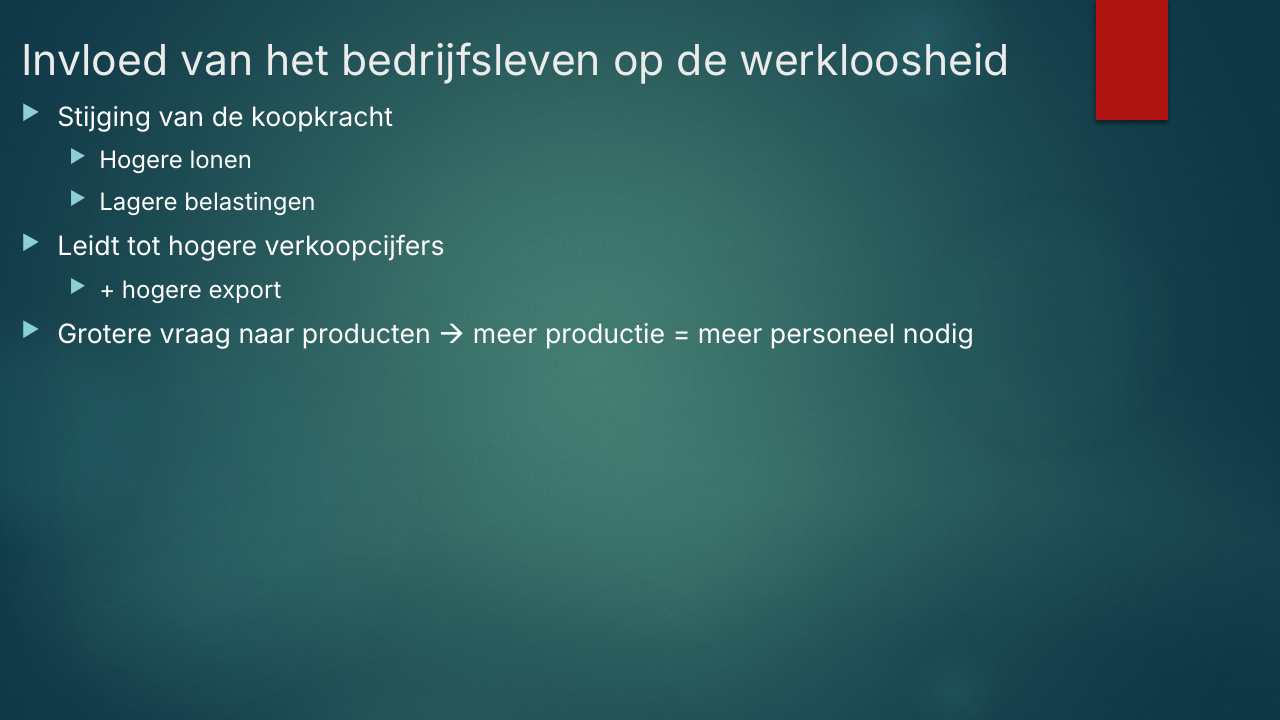 Invloed van het bedrijfsleven op de werkloosheid
Stijging van de koopkracht
Hogere lonen
Lagere belastingen
Leidt tot hogere verkoopcijfers
+ hogere export
Grotere vraag naar producten → meer productie = meer personeel nodig